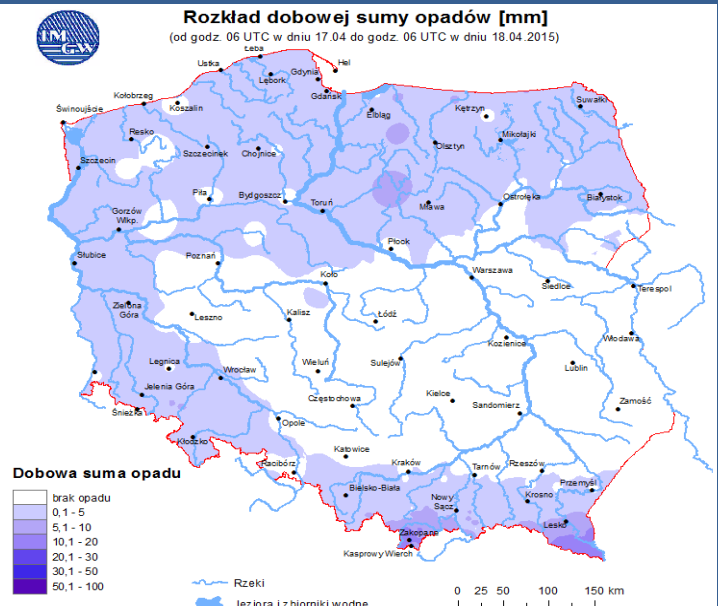 IM
GW
Rozkład dobowej sumy opadów [mm]
(od godz. 06 UTC w dniu 17.04 do godz. 06 UTC w dniu 18.04.2015)
Łeba
Ustka
Hel
Gdynia
Lębork
Gdańsk
Kołobrzeg
Koszalin
Świnoujście
Elbląg
Kętrzyn
Suwałki
Resko
Mikołajki
Olsztyn
Szczecinek
Chojnice
Szczecin
Piła
Bydgoszcz
Toruń
Mława
Ostrołęka
Białystok
Gorzów
Wlkp.
Płock
Słubice
Poznań
Koło
Warszawa
Siedlce
Terespol
Zielona
Góra
Leszno
Kalisz
Łódź
Kozienice
Włodawa
Legnica
Wrocław
Wieluń
Sulejów
Lublin
Jelenia Góra
Śnieżka
Częstochowa
Kielce
Sandomierz
Zamość
Opole
Kłodzko
Katowice
Racibórz
Kraków
Tarnów
Rzeszów
Przemyśl
Bielsko-Biała
Nowy
Sącz
Krosno
Lesko
Zakopane
Kasprowy Wierch
Dobowa suma opadu
brak opadu
0,1 - 5
5,1 - 10
10,1 - 20
20,1 - 30
30,1 - 50
50,1 - 100
Rzeki
Jeziora i zbiorniki wodne
0 25 50 100 150 km